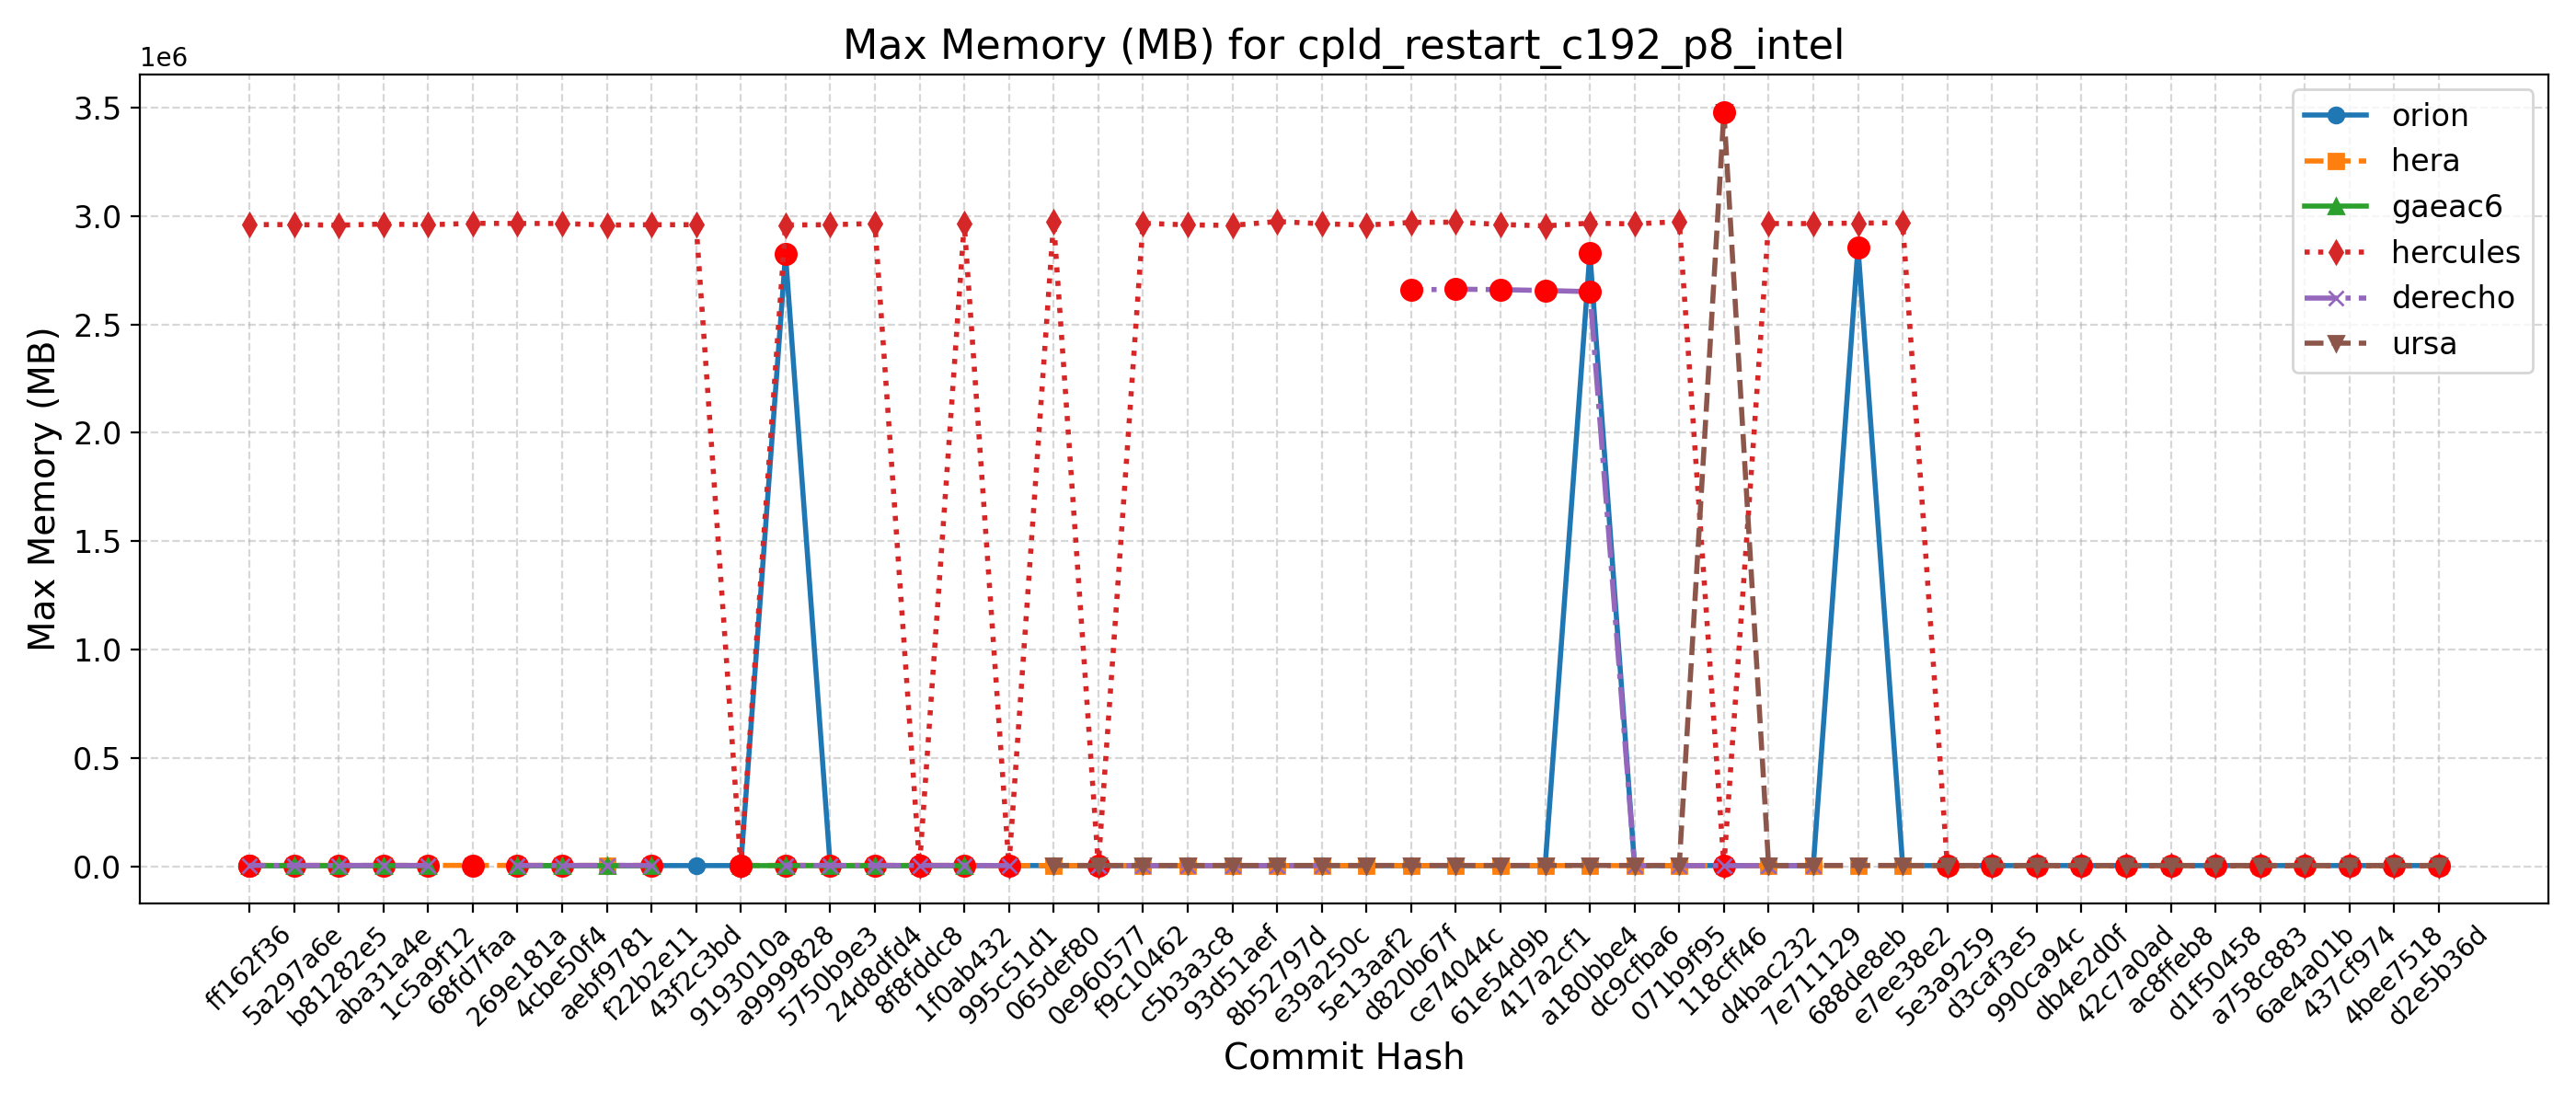 Max Memory (MB) for cpld_restart_c192_p8_intel
1e6
3.5
3.0
2.5
2.0
1.5
1.0
0.5
0.0
Max Memory (MB)
orion
hera
gaeac6
hercules
derecho
ursa
ff162f36
5a297a6e
b81282e5
aba31a4e
1c5a9f12
68fd7faa
269e181a
4cbe50f4
aebf9781
f22b2e11
43f2c3bd
9193010a
a9999828
5750b9e3
24d8dfd4
8f8fddc8
1f0ab432
995c51d1
065def80
0e960577
f9c10462
c5b3a3c8
93d51aef
8b52797d
e39a250c
5e13aaf2
d820b67f
ce74044c
61e54d9b
417a2cf1
a180bbe4
dc9cfba6
071b9f95
118cff46
d4bac232
7e711129
688de8eb
e7ee38e2
5e3a9259
d3caf3e5
990ca94c
db4e2d0f
42c7a0ad
ac8ffeb8
d1f50458
a758c883
6ae4a01b
437cf974
4bee7518
d2e5b36d
Commit Hash